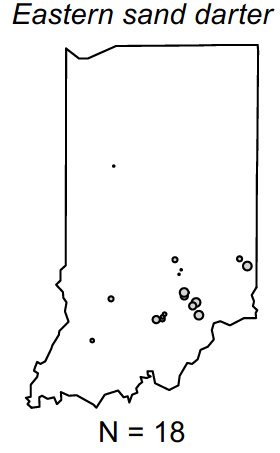 Eastern sand darter
N = 18